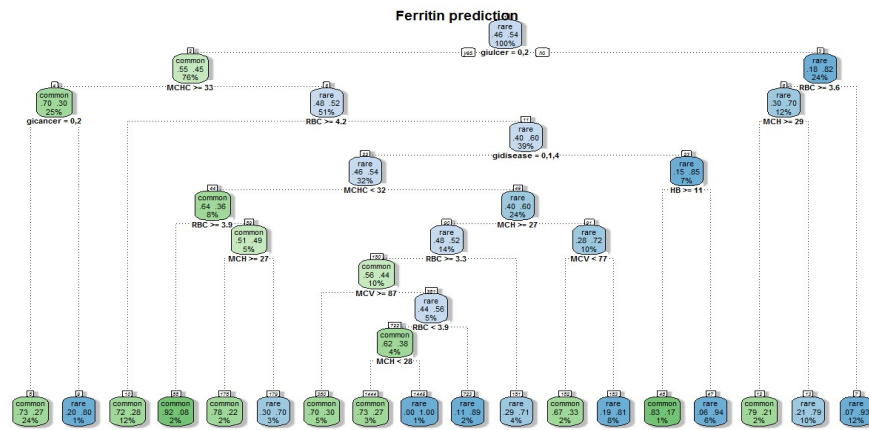 Ferritin prediction
rare
.46 .54
100%
yes
giulcer = 0,2
no
common
.55 .45
76%
MCHC >= 33
rare
.18 .82
24%
RBC >= 3.6
common
.70 .30
25%
gicancer = 0,2
rare
.48 .52
51%
RBC >= 4.2
rare
.30 .70
12%
MCH >= 29
rare
.40 .60
39%
gidisease = 0,1,4
rare
.46 .54
32%
MCHC < 32
rare
.15 .85
7%
HB >= 11
common
.64 .36
8%
RBC >= 3.9
rare
.40 .60
24%
MCH >= 27
common
.51 .49
5%
MCH >= 27
rare
.48 .52
14%
RBC >= 3.3
rare
.28 .72
10%
MCV < 77
common
.56 .44
10%
MCV >= 87
rare
.44 .56
5%
RBC < 3.9
common
.62 .38
4%
MCH < 28
common
.73 .27
24%
rare
.20 .80
1%
common
.72 .28
12%
common
.92 .08
2%
common
.78 .22
2%
rare
.30 .70
3%
common
.70 .30
5%
common
.73 .27
3%
rare
.00 1.00
1%
rare
.11 .89
2%
rare
.29 .71
4%
common
.67 .33
2%
rare
.19 .81
8%
common
.83 .17
1%
rare
.06 .94
6%
common
.79 .21
2%
rare
.21 .79
10%
rare
.07 .93
12%